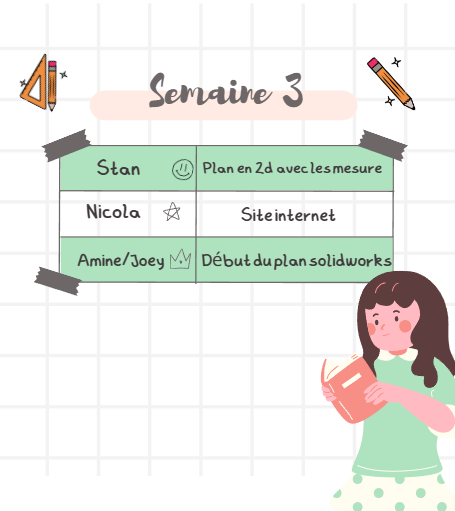 Semaine 3
Stan Plan en 2d avec les mesure
Nicola Site internet
Amine/Joey Début du plan solidworks